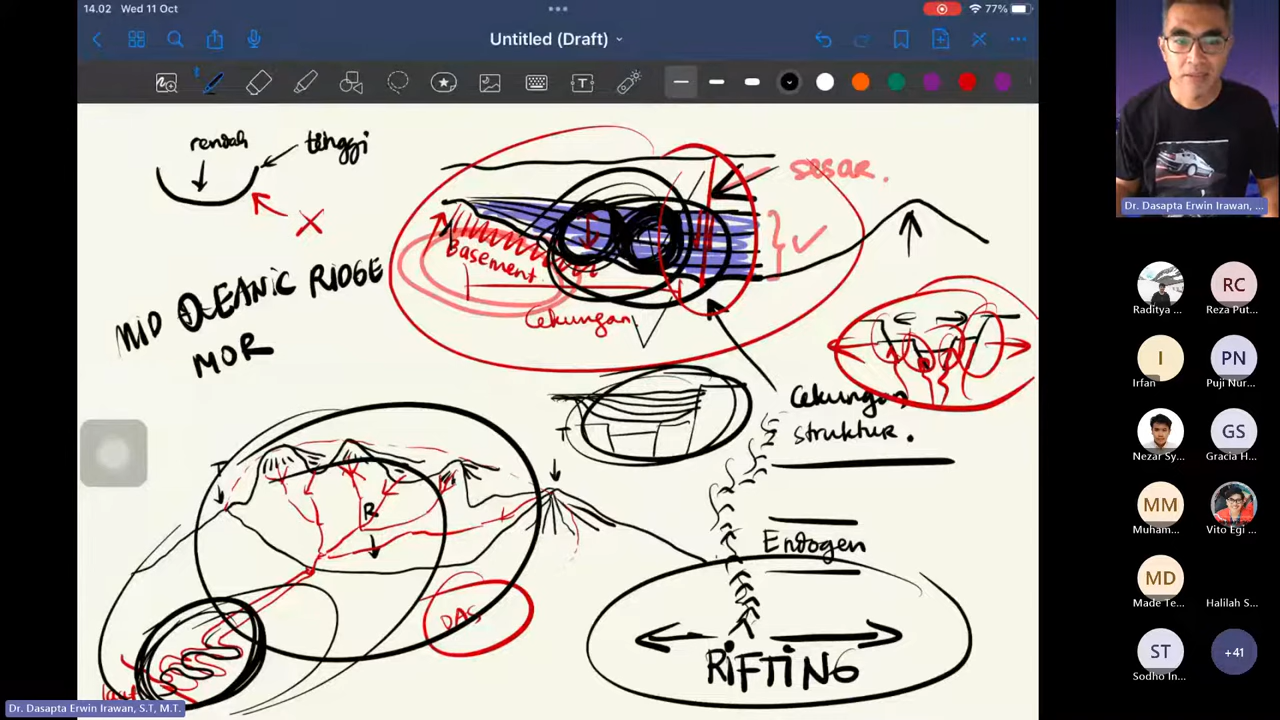 14.02 Wed 11 Oct
77%
Untitled (Draft)
rendah
tinggi
sesar.
Basement
Cekungan
MID OCEANIC RIDGE
MOR
Cekungan
struktur.
T
T
R
Endogen
DAS
RIFTING
laut
Dr. Dasapta Erwin Irawan, S.T, M.T.
Dr. Dasapta Erwin Irawan, ...
Raditya ...
RC
Reza Put...
I
Irfan
PN
Puji Nur...
Nezar Sy...
GS
Gracia H...
MM
Muham...
Vito Egi ...
MD
Made Te...
Halilah S...
ST
Sodho In...
+41